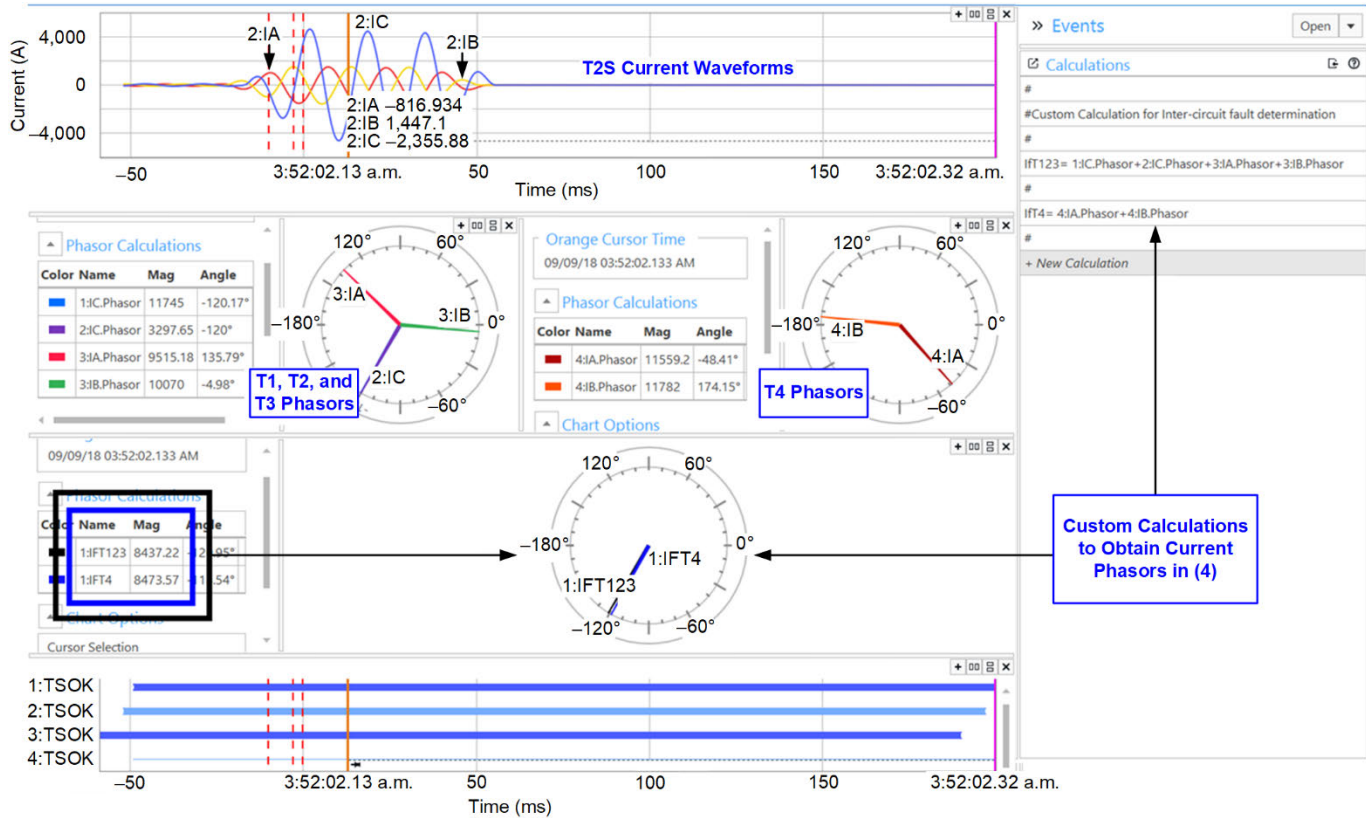 4,000
0
−4,000
Current (A)
2:IA
2:IC
2:IB
T2S Current Waveforms
2:IA −816.934
2:IB 1,447.1
2:IC −2,355.88
−50
3:52:02.13 a.m.
50
100
150
3:52:02.32 a.m.
Time (ms)
Events
Open
Calculations
#
#Custom Calculation for Inter-circuit fault determination
#
IfT123= 1:IC.Phasor+2:IC.Phasor+3:IA.Phasor+3:IB.Phasor
#
IfT4= 4:IA.Phasor+4:IB.Phasor
#
+ New Calculation
Phasor Calculations
Color Name Mag Angle
1:IC.Phasor 11745 -120.17°
2:IC.Phasor 3297.65 -120°
3:IA.Phasor 9515.18 135.79°
3:IB.Phasor 10070 -4.98°
120°
60°
−180°
0°
−60°
3:IA
3:IB
2:IC
T1, T2, and
T3 Phasors
Orange Cursor Time
09/09/18 03:52:02.133 AM
Phasor Calculations
Color Name Mag Angle
4:IA.Phasor 11559.2 -48.41°
4:IB.Phasor 11782 174.15°
Chart Options
120°
60°
−180°
0°
−60°
4:IB
4:IA
T4 Phasors
09/09/18 03:52:02.133 AM
Phasor Calculations
Color Name Mag Angle
1:IFT123 8437.22
1:IFT4 8473.57
Chart Options
Cursor Selection
120°
60°
−180°
0°
−120°
−60°
1:IFT4
1:IFT123
Custom Calculations
to Obtain Current
Phasors in (4)
1:TSOK
2:TSOK
3:TSOK
4:TSOK
−50
3:52:02.13 a.m.
50
100
150
3:52:02.32 a.m.
Time (ms)